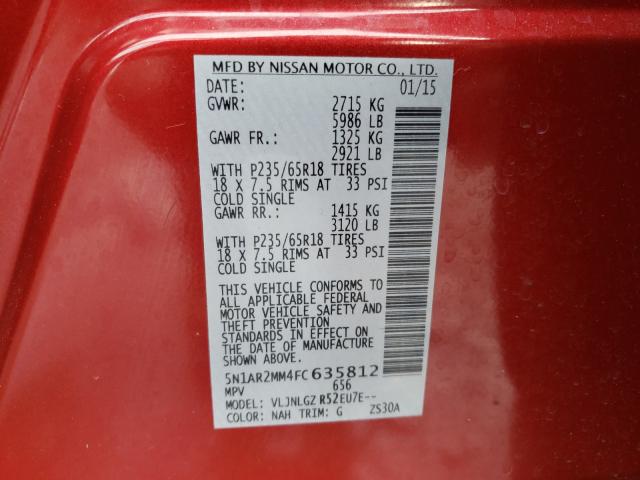 MFD BY NISSAN MOTOR CO., LTD.
DATE: 01/15
GVWR: 2715 KG
5986 LB
GAWR FR.: 1325 KG
2921 LB
WITH P235/65R18 TIRES
18 X 7.5 RIMS AT 33 PSI
COLD SINGLE
GAWR RR.: 1415 KG
3120 LB
WITH P235/65R18 TIRES
18 X 7.5 RIMS AT 33 PSI
COLD SINGLE
THIS VEHICLE CONFORMS TO
ALL APPLICABLE FEDERAL
MOTOR VEHICLE SAFETY AND
THEFT PREVENTION
STANDARDS IN EFFECT ON
THE DATE OF MANUFACTURE
SHOWN ABOVE.
5N1AR2MM4FC635812
MPV 656
MODEL: VLJNLGZ R52EU7E--
COLOR: NAH TRIM: G ZS30A